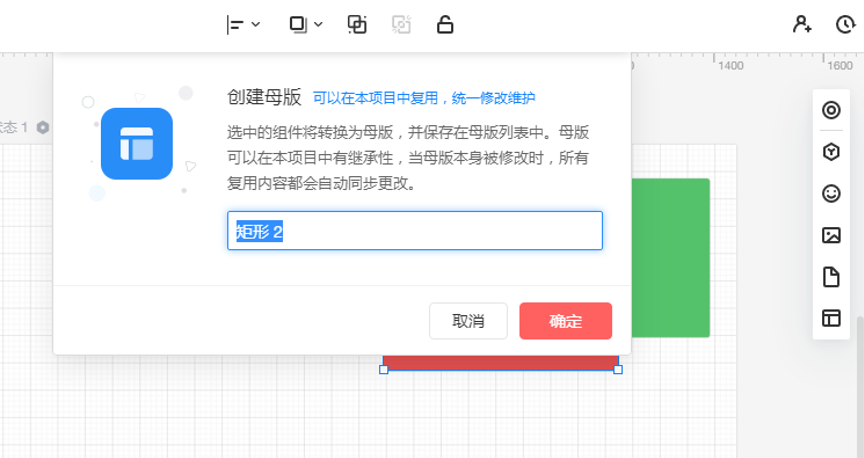 1400
1600
创建母版 可以在本项目中复用，统一修改维护
状态 1
选中的组件将转换为母版，并保存在母版列表中。母版
可以在本项目中有继承性，当母版本身被修改时，所有
复用内容都会自动同步更改。
矩形 2
取消 确定